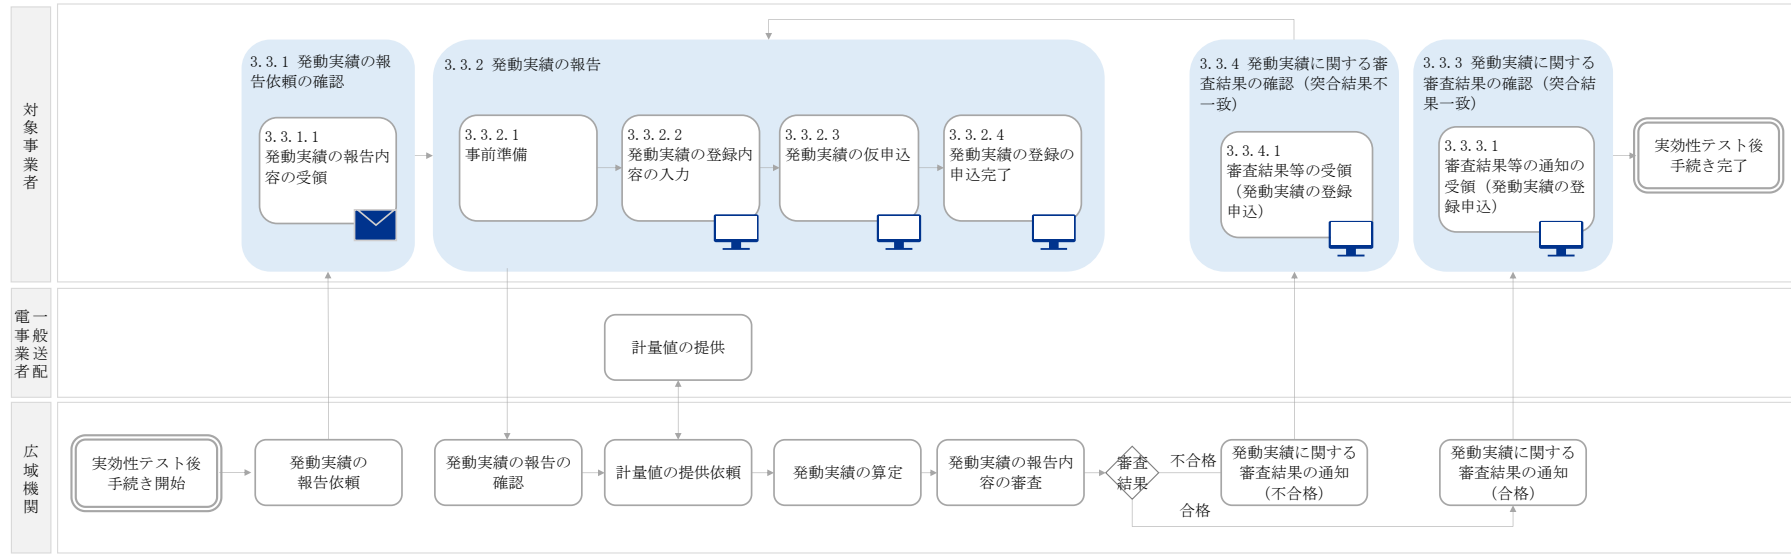 対象事業者
3.3.1 発動実績の報
告依頼の確認
3.3.1.1
発動実績の報告内
容の受領
3.3.2 発動実績の報告
3.3.2.1
事前準備
3.3.2.2
発動実績の登録内
容の入力
3.3.2.3
発動実績の仮申込
3.3.2.4
発動実績の登録の
申込完了
3.3.4 発動実績に関する審
査結果の確認（突合結果不
一致）
3.3.4.1
審査結果等の受領
（発動実績の登録
申込）
3.3.3 発動実績に関する
審査結果の確認（突合結
果一致）
3.3.3.1
審査結果等の通知の
受領（発動実績の登
録申込）
実効性テスト後
手続き完了
一般送配
電事業者
計量値の提供
広域機関
実効性テスト後
手続き開始
発動実績の
報告依頼
発動実績の報告の
確認
計量値の提供依頼
発動実績の算定
発動実績の報告内
容の審査
審査
結果
不合格
合格
発動実績に関する
審査結果の通知
（不合格）
発動実績に関する
審査結果の通知
（合格）